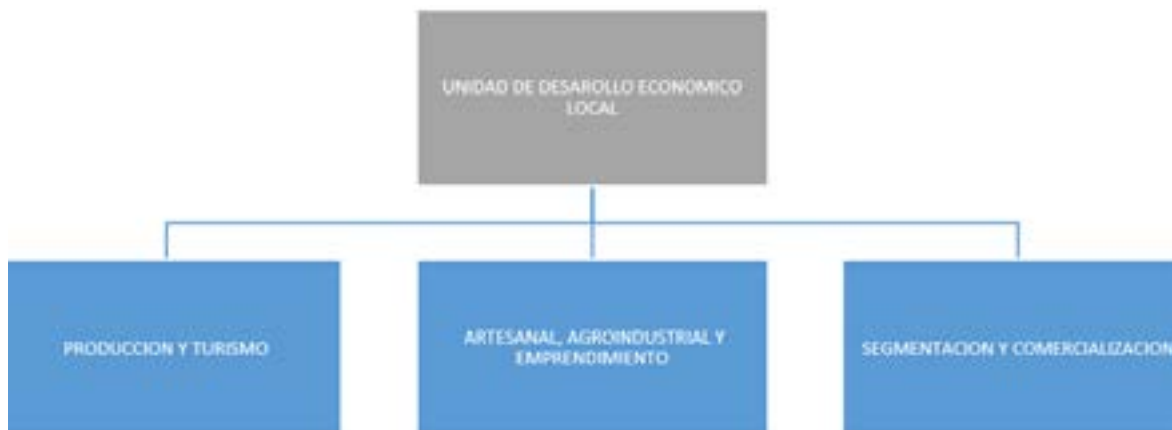 UNIDAD DE DESAROLLO ECONOMICO
LOCAL
PRODUCCION Y TURISMO
ARTESANAL, AGROINDUSTRIAL Y
EMPRENDIMIENTO
SEGMENTACION Y COMERCIALIZACION